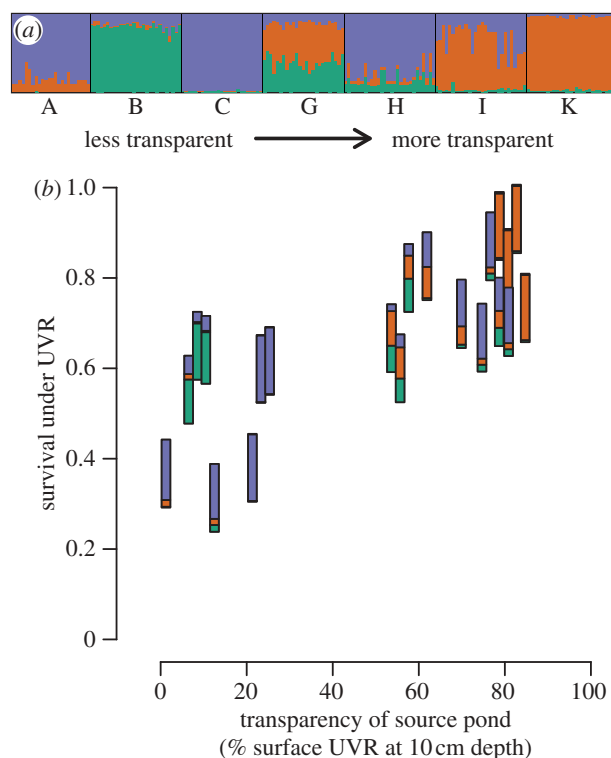 (a)
A B C G H I K
less transparent more transparent
(b)
1.0
0.8
0.6
0.4
0.2
0
survival under UVR
0 20 40 60 80 100
transparency of source pond
(% surface UVR at 10 cm depth)